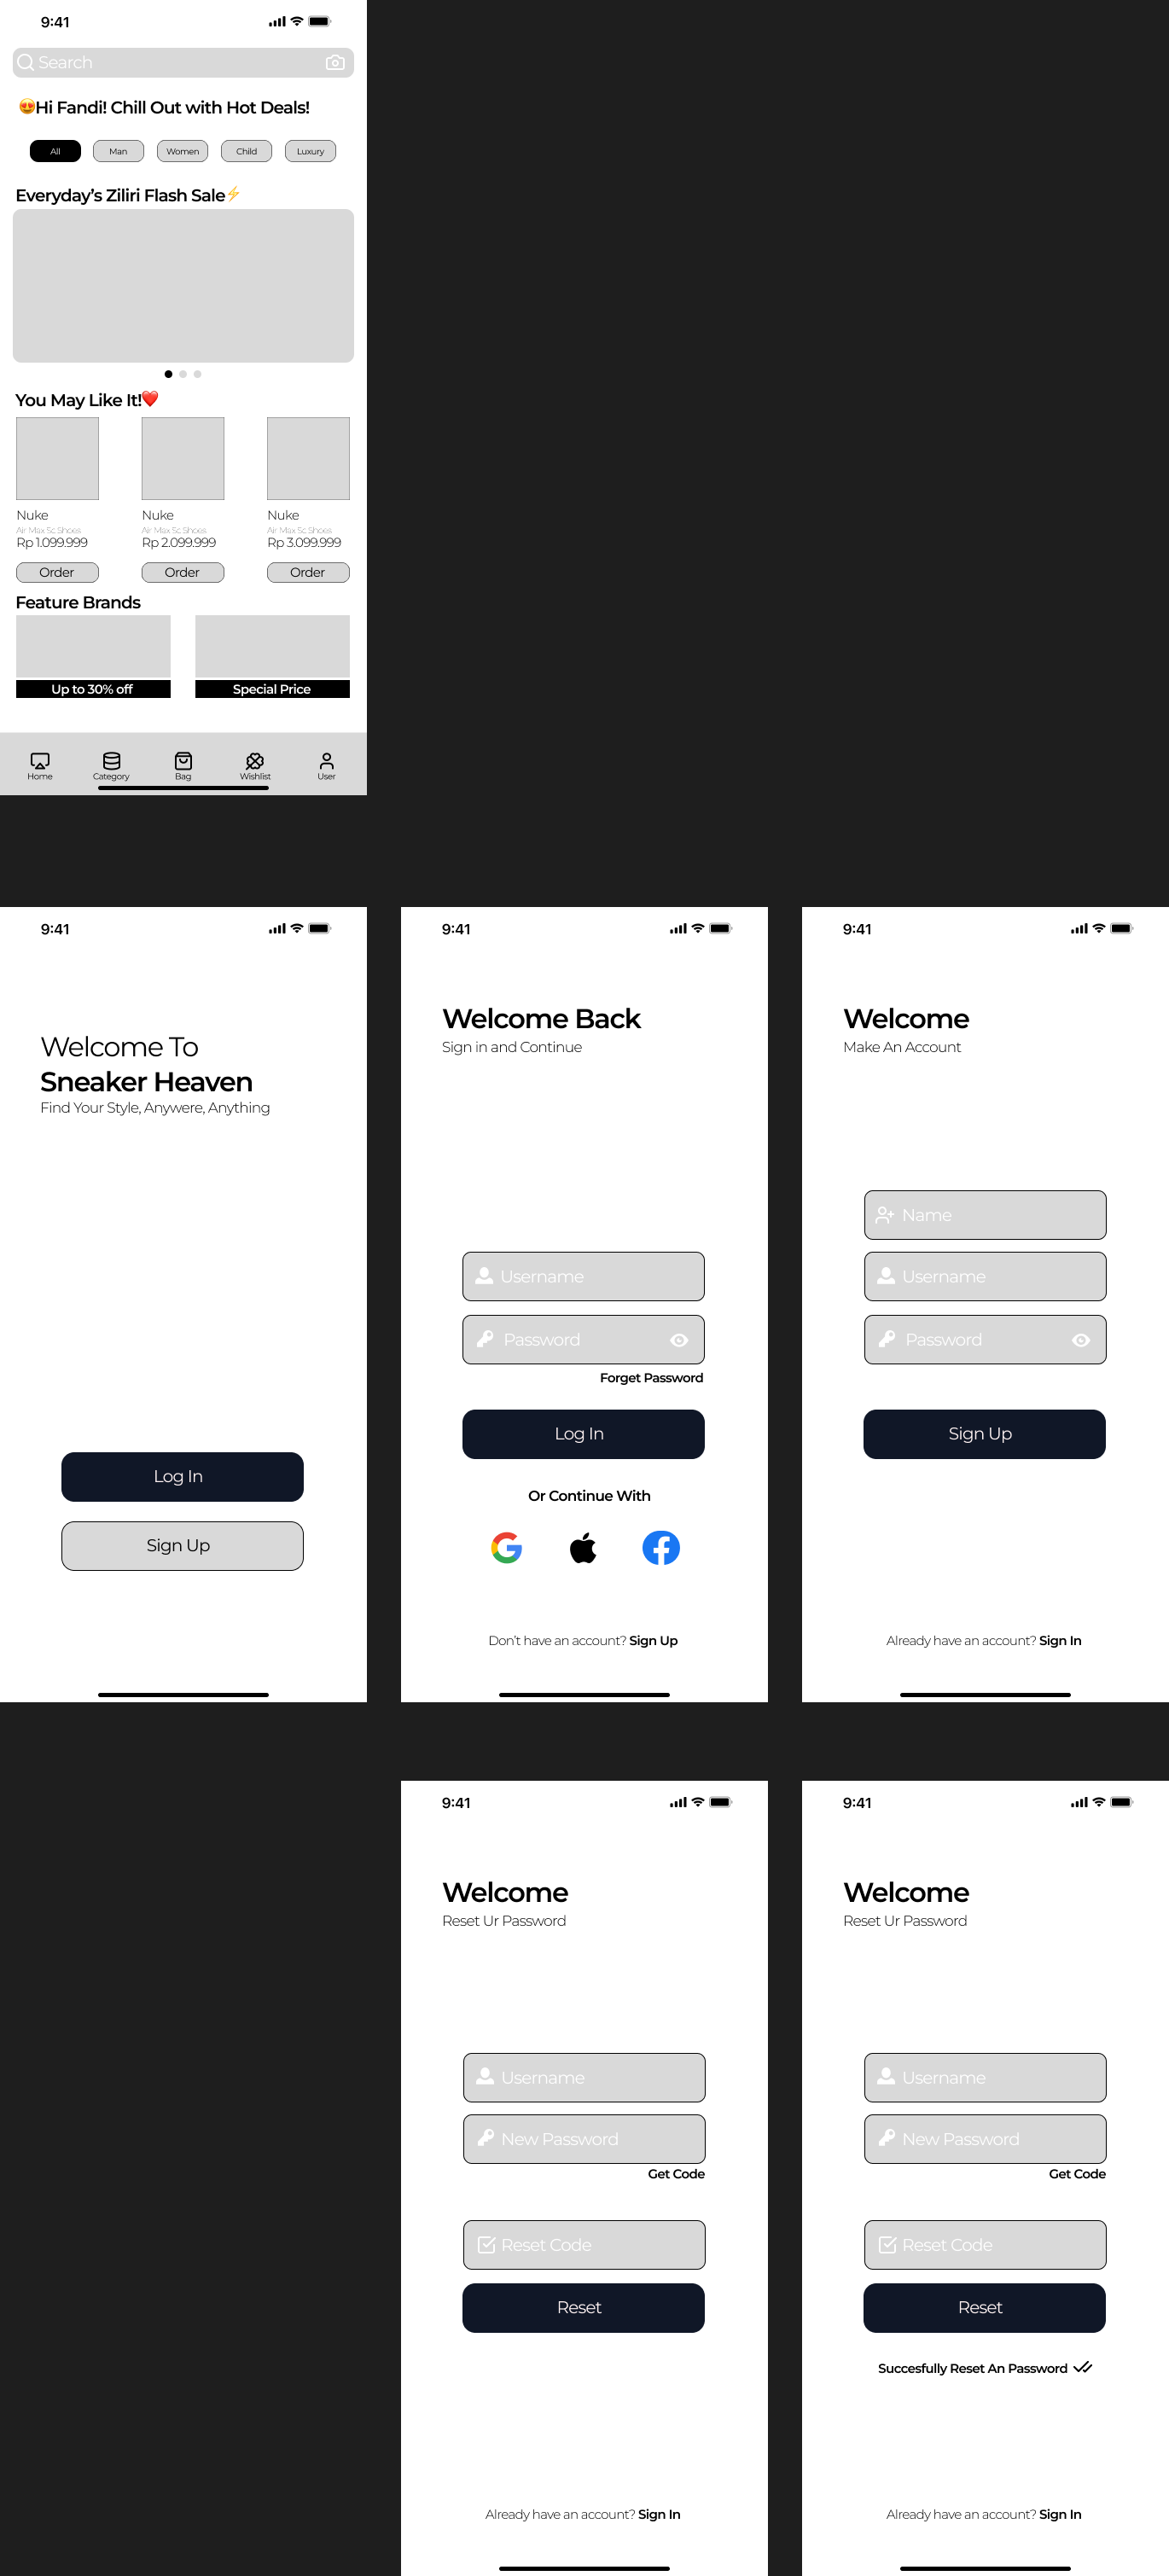 9:41
Search
😍Hi Fandi! Chill Out with Hot Deals!
All Man Women Child Luxury
Everyday’s Ziliri Flash Sale⚡
You May Like It!❤️
Nuke Nuke Nuke
Air Max Sc Shoes Air Max Sc Shoes Air Max Sc Shoes
Rp 1.099.999 Rp 2.099.999 Rp 3.099.999
Order Order Order
Feature Brands
Up to 30% off Special Price
Home Category Bag Wishlist User
9:41
Welcome To
Sneaker Heaven
Find Your Style, Anywere, Anything
Log In
Sign Up
9:41
Welcome Back
Sign in and Continue
Username
Password
Forget Password
Log In
Or Continue With
Don’t have an account? Sign Up
9:41
Welcome
Make An Account
Name
Username
Password
Sign Up
Already have an account? Sign In
9:41
Welcome
Reset Ur Password
Username
New Password
Get Code
Reset Code
Reset
Already have an account? Sign In
9:41
Welcome
Reset Ur Password
Username
New Password
Get Code
Reset Code
Reset
Succesfully Reset An Password
Already have an account? Sign In